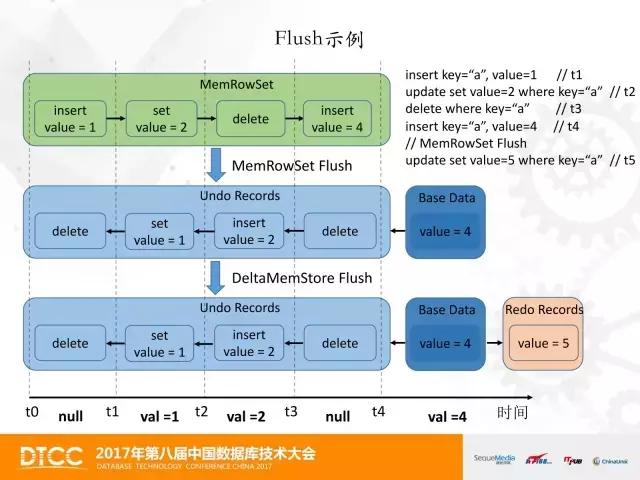 Flush示例
insert key=“a”, value=1 // t1
update set value=2 where key=“a” // t2
delete where key=“a” // t3
insert key=“a”, value=4 // t4
// MemRowSet Flush
update set value=5 where key=“a” // t5
MemRowSet
insert
value = 1
set
value = 2
delete
insert
value = 4
MemRowSet Flush
Undo Records
delete
set
value = 1
insert
value = 2
delete
Base Data
value = 4
DeltaMemStore Flush
Undo Records
delete
set
value = 1
insert
value = 2
delete
Base Data
value = 4
Redo Records
value = 5
t0 null t1 val =1 t2 val =2 t3 null t4 val =4 时间
DTCC
2017年第八届中国数据库技术大会
DATABASE TECHNOLOGY CONFERENCE CHINA 2017
SequeMedia
ITPUB
ChinaUnix